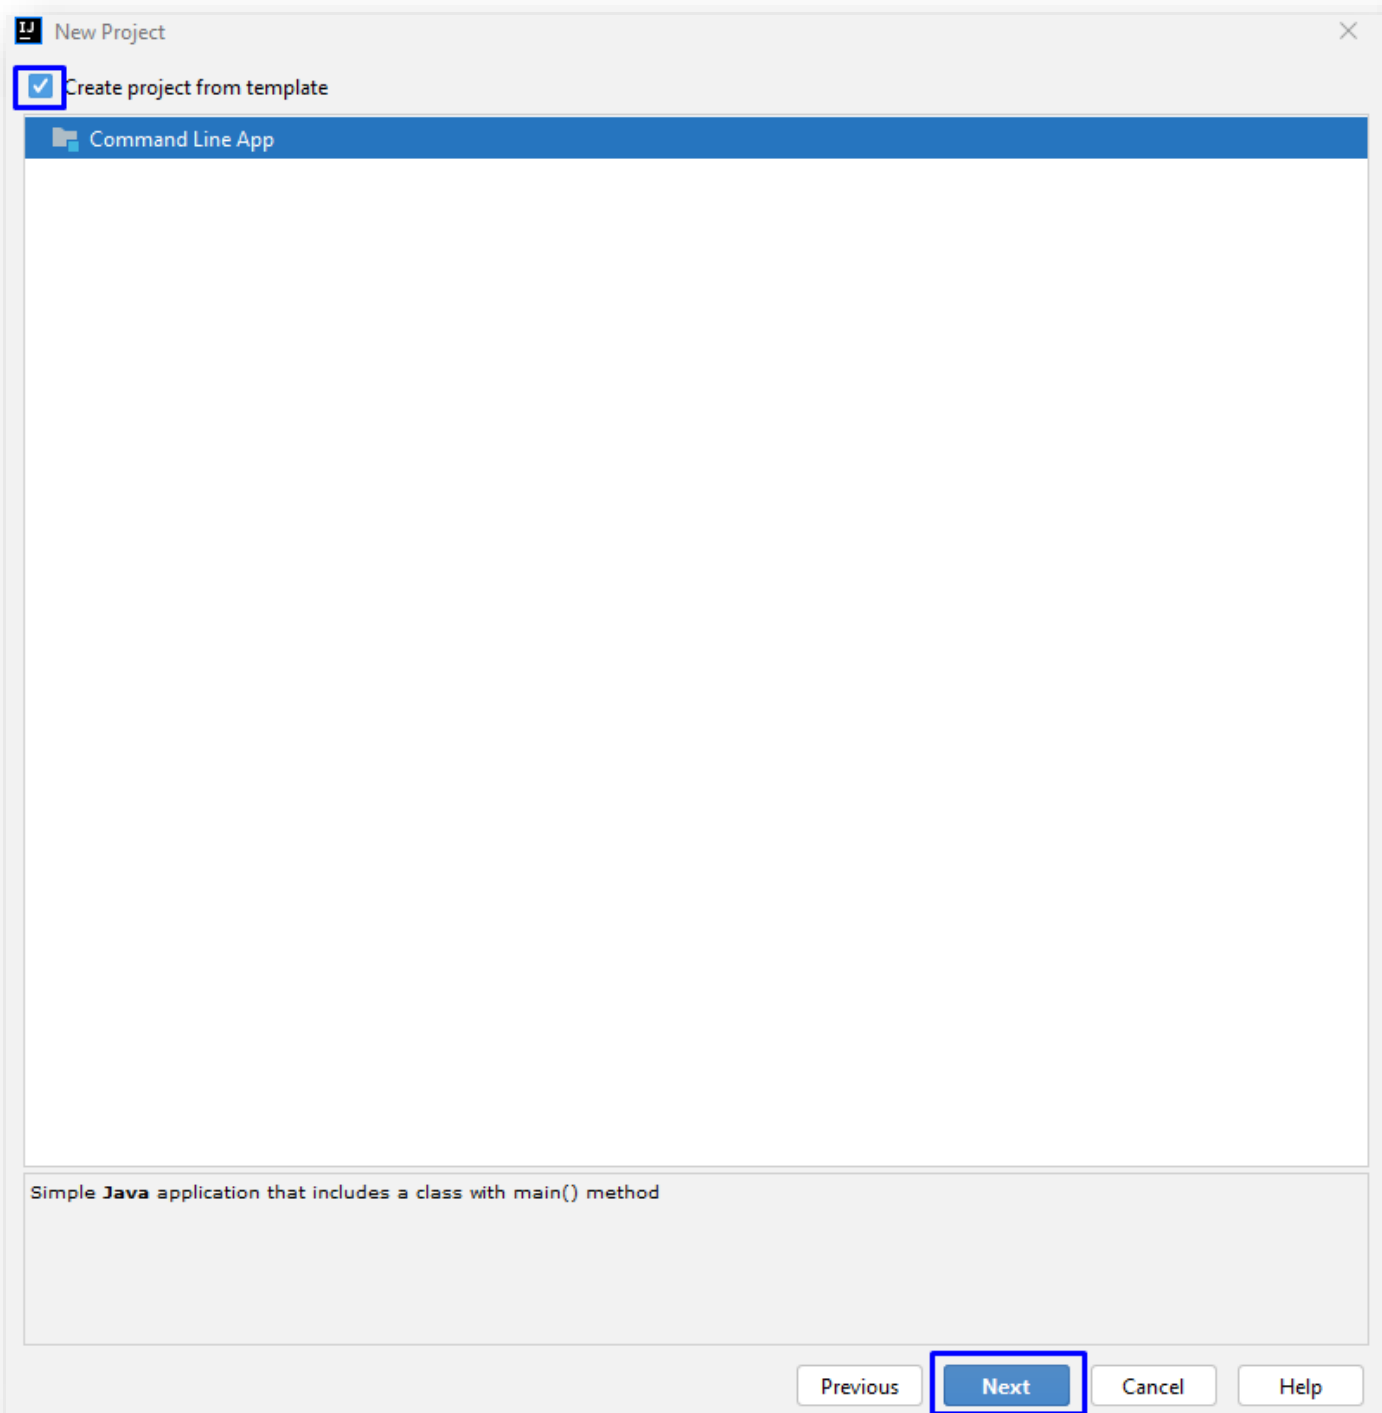 IJ
New Project
Create project from template
Command Line App
Simple Java application that includes a class with main() method
Previous Next Cancel Help